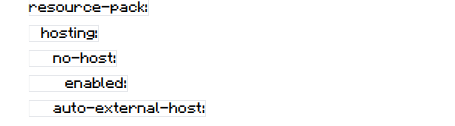 resource-pack:
  hosting:
    no-host:
      enabled:
    auto-external-host: